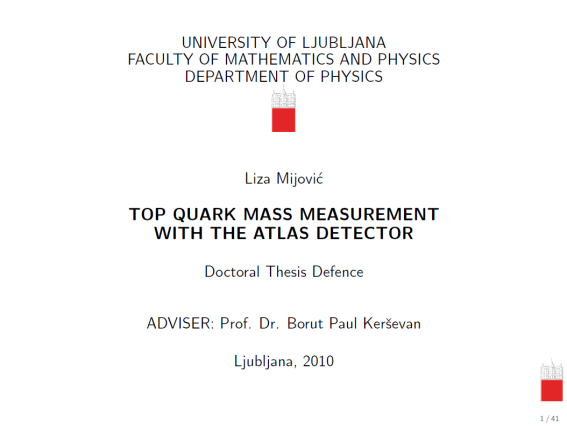 UNIVERSITY OF LJUBLJANA
FACULTY OF MATHEMATICS AND PHYSICS
DEPARTMENT OF PHYSICS
Liza Mijović
TOP QUARK MASS MEASUREMENT
WITH THE ATLAS DETECTOR
Doctoral Thesis Defence
ADVISER: Prof. Dr. Borut Paul Kerševan
Ljubljana, 2010
1 / 41